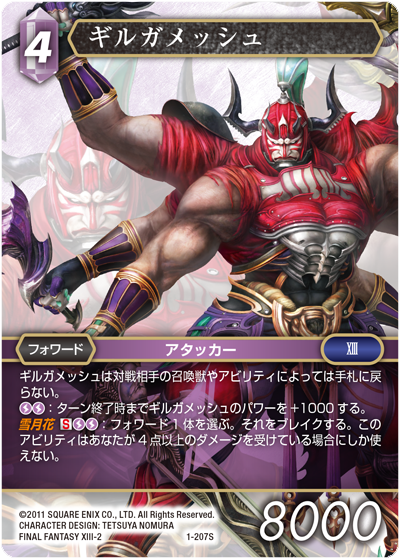 4
ギルガメッシュ
フォワード
アタッカー
XIII
ギルガメッシュは対戦相手の召喚獣やアビリティによっては手札に戻
らない。
：ターン終了時までギルガメッシュのパワーを+1000する。
雪月花 S：フォワード1体を選ぶ。それをブレイクする。この
アビリティはあなたが4点以上のダメージを受けている場合にしか使
えない。
©2011 SQUARE ENIX CO., LTD. All Rights Reserved.
CHARACTER DESIGN: TETSUYA NOMURA
FINAL FANTASY XIII-2
1-207S
8000